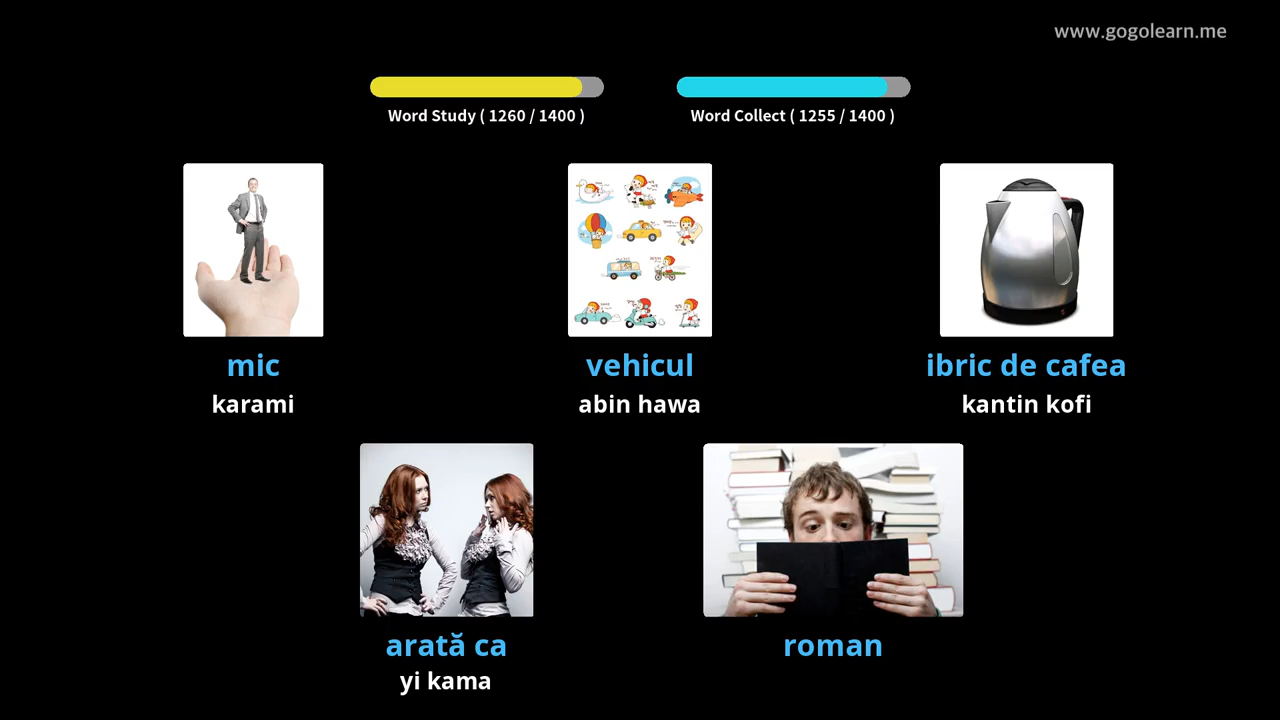 www.gogolearn.me
Word Study ( 1260 / 1400 )
Word Collect ( 1255 / 1400 )
mic
karami
vehicul
abin hawa
ibric de cafea
kantin kofi
arată ca
yi kama
roman